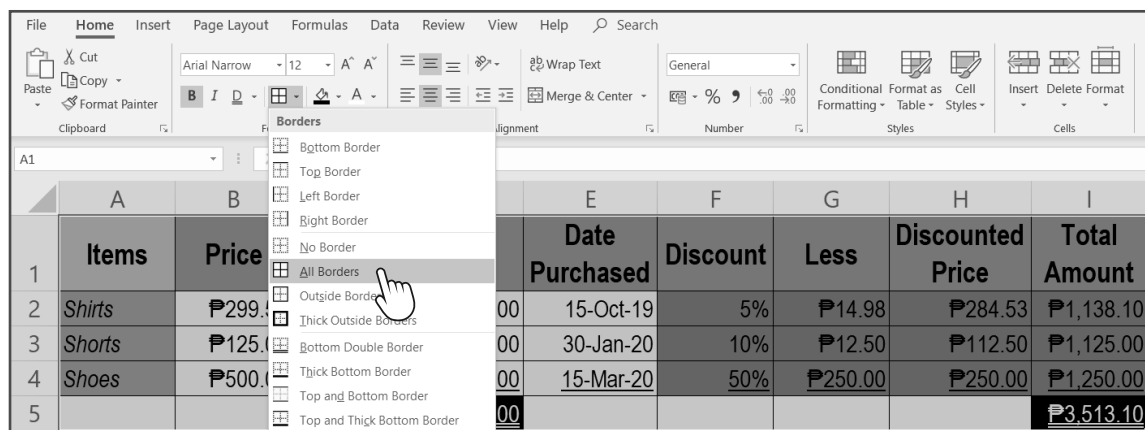 File Home Insert Page Layout Formulas Data Review View Help Search
Paste
Cut
Copy
Format Painter
Clipboard
Arial Narrow 12
B I D
Wrap Text
Merge & Center
Alignment
General
% 
Number
Conditional Formatting
Format as Table
Cell Styles
Styles
Insert Delete Format
Cells
A1
Borders
Bottom Border
Top Border
Left Border
Right Border
No Border
All Borders
Outside Borders
Thick Outside Borders
Bottom Double Border
Thick Bottom Border
Top and Bottom Border
Top and Thick Bottom Border
A B E F G H I
1 Items Price Date Purchased Discount Less Discounted Price Total Amount
2 Shirts ₱299.5 00 15-Oct-19 5% ₱14.98 ₱284.53 ₱1,138.10
3 Shorts ₱125.0 00 30-Jan-20 10% ₱12.50 ₱112.50 ₱1,125.00
4 Shoes ₱500.0 00 15-Mar-20 50% ₱250.00 ₱250.00 ₱1,250.00
5 00 ₱3,513.10